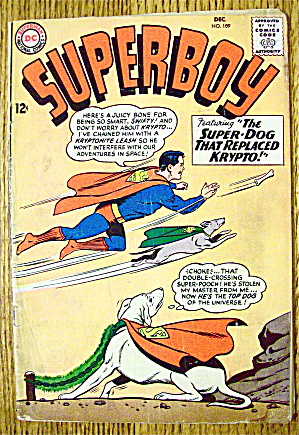 DC
DEC.
NO. 109
APPROVED
BY THE
COMICS
CODE
AUTHORITY
SUPERBOY
12¢
HERE'S A JUICY BONE FOR
BEING SO SMART, SWIFTY! AND
DON'T WORRY ABOUT KRYPTO...
I'VE CHAINED HIM WITH A
KRYPTONITE LEASH SO HE
WON'T INTERFERE WITH OUR
ADVENTURES IN SPACE!
Featuring "THE
SUPER-DOG
THAT REPLACED
KRYPTO!"
(CHOKE)... THAT
DOUBLE-CROSSING
SUPER-POOCH! HE'S STOLEN
MY MASTER FROM ME...
NOW HE'S THE TOP DOG
OF THE UNIVERSE!